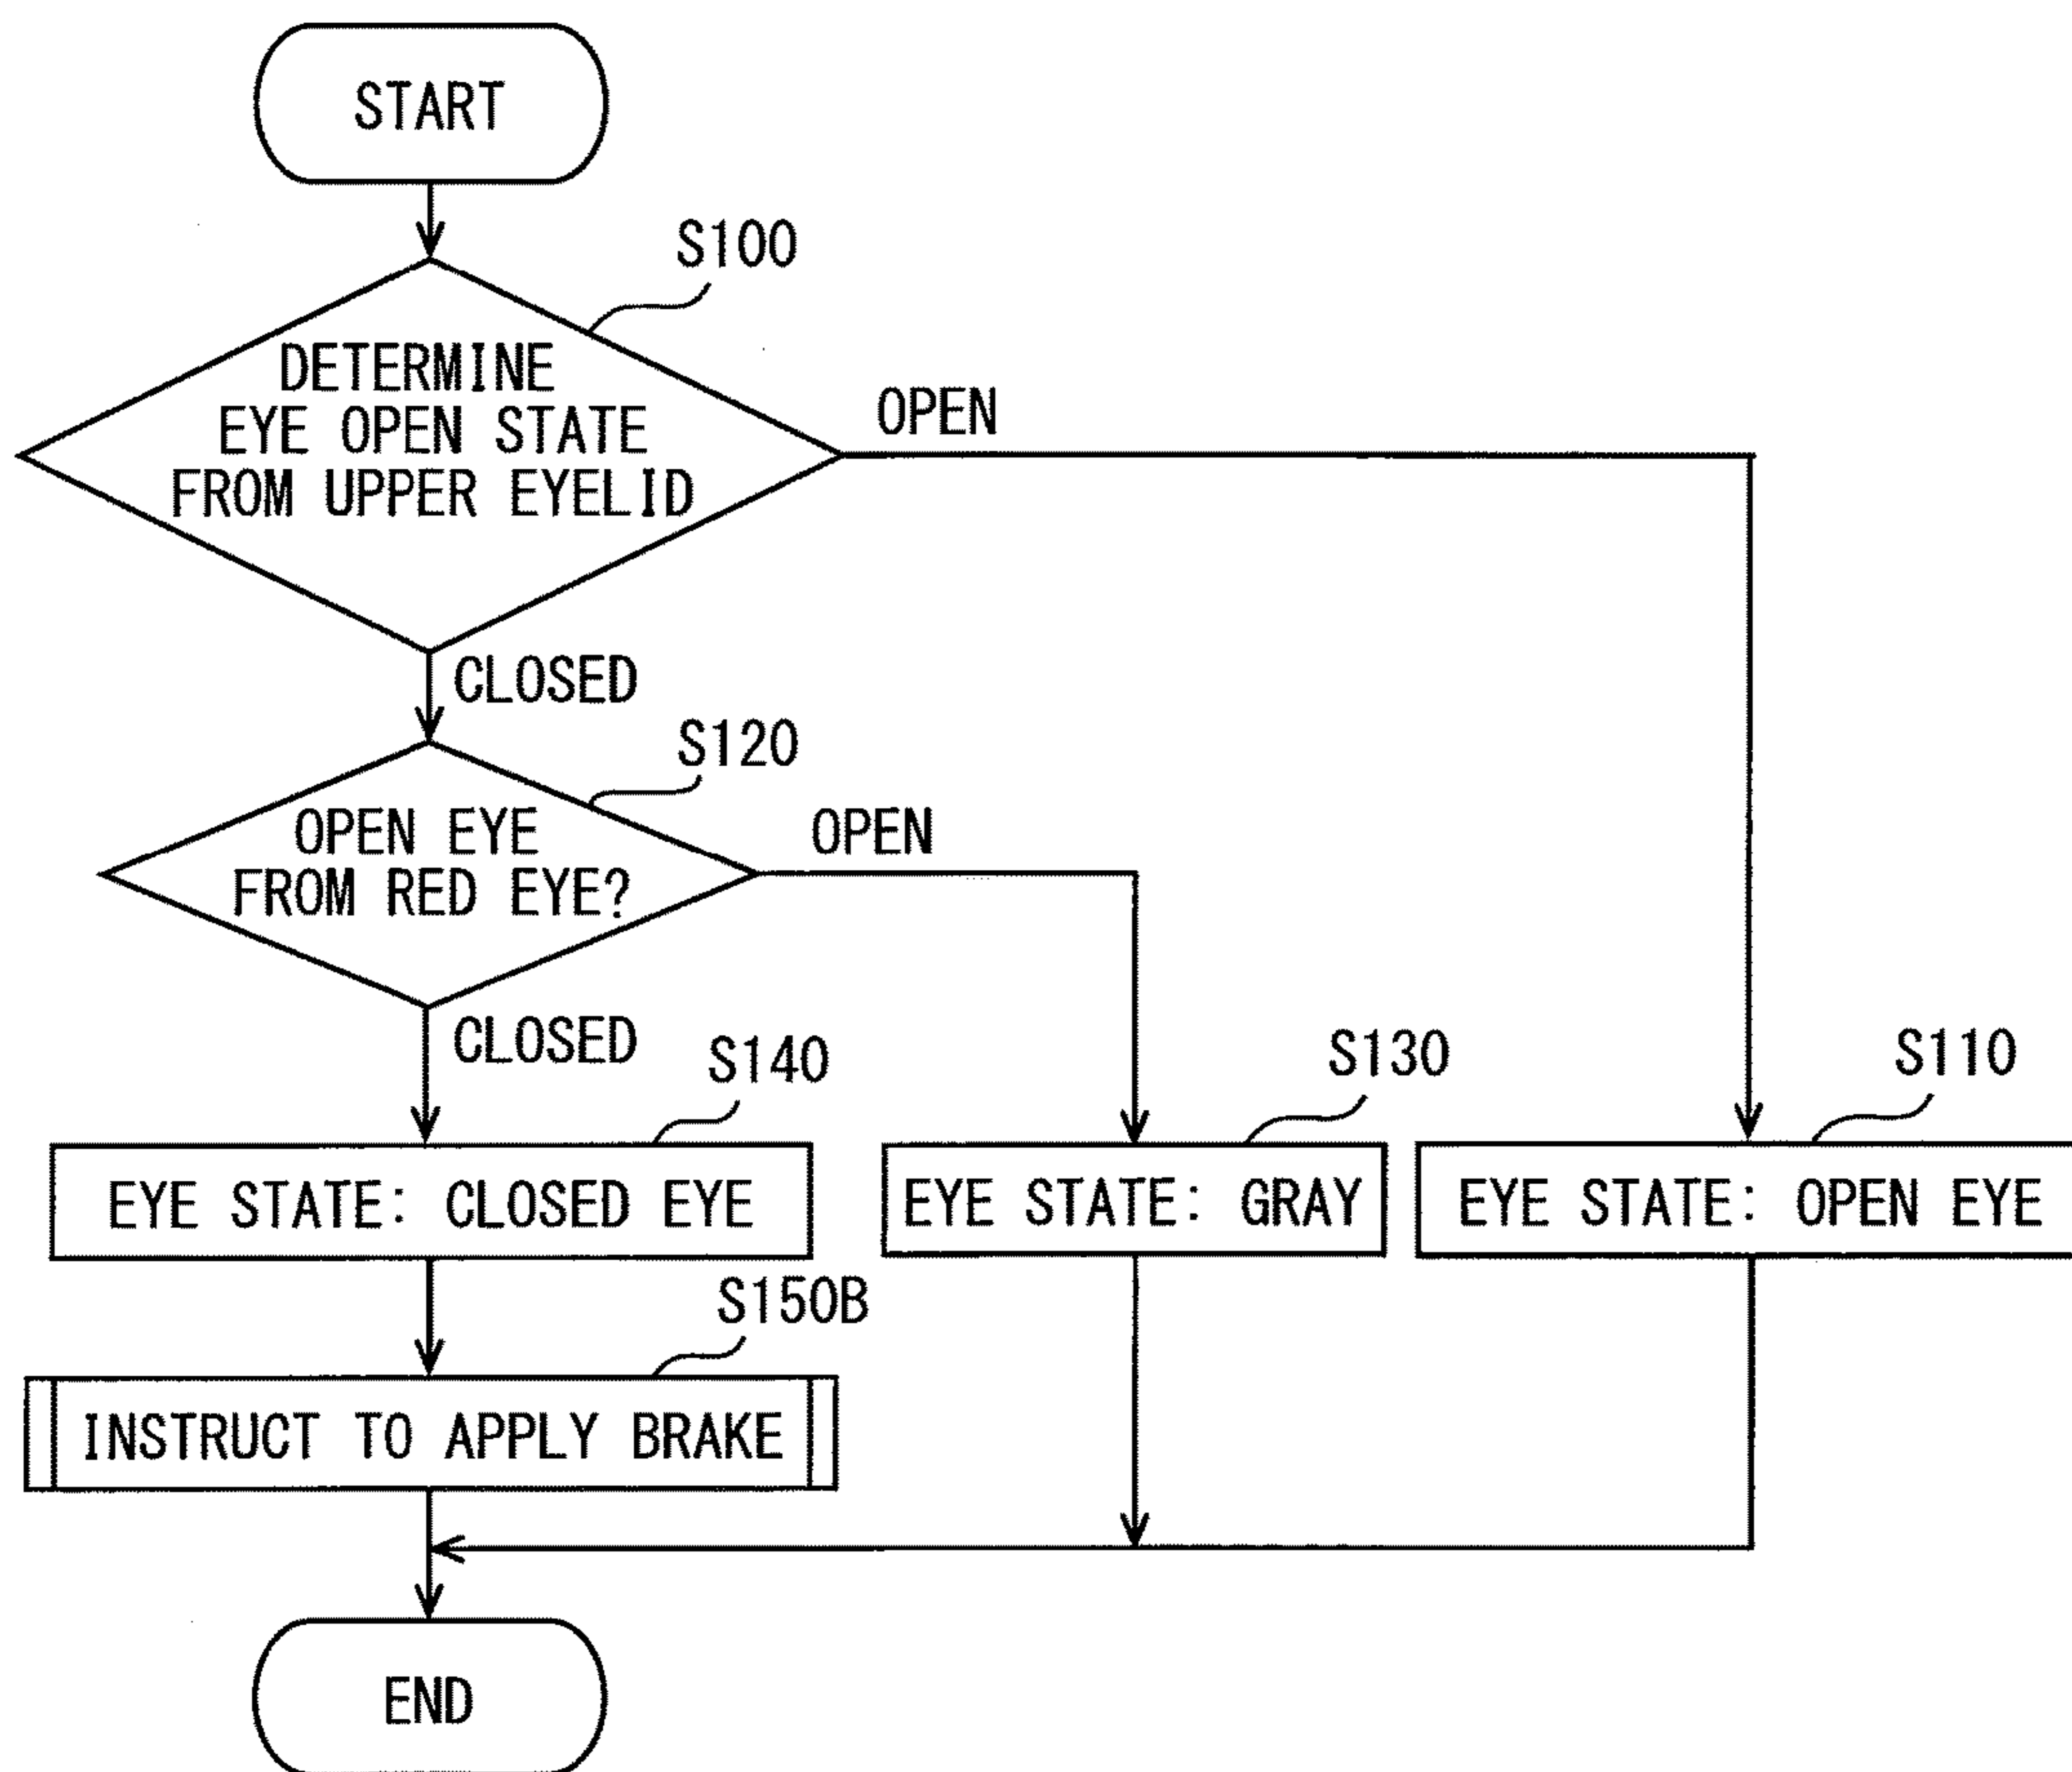 START
S100
DETERMINE
EYE OPEN STATE
FROM UPPER EYELID
OPEN
CLOSED
S120
OPEN EYE
FROM RED EYE?
OPEN
CLOSED
S140
S130
S110
EYE STATE: CLOSED EYE
EYE STATE: GRAY
EYE STATE: OPEN EYE
S150B
INSTRUCT TO APPLY BRAKE
END